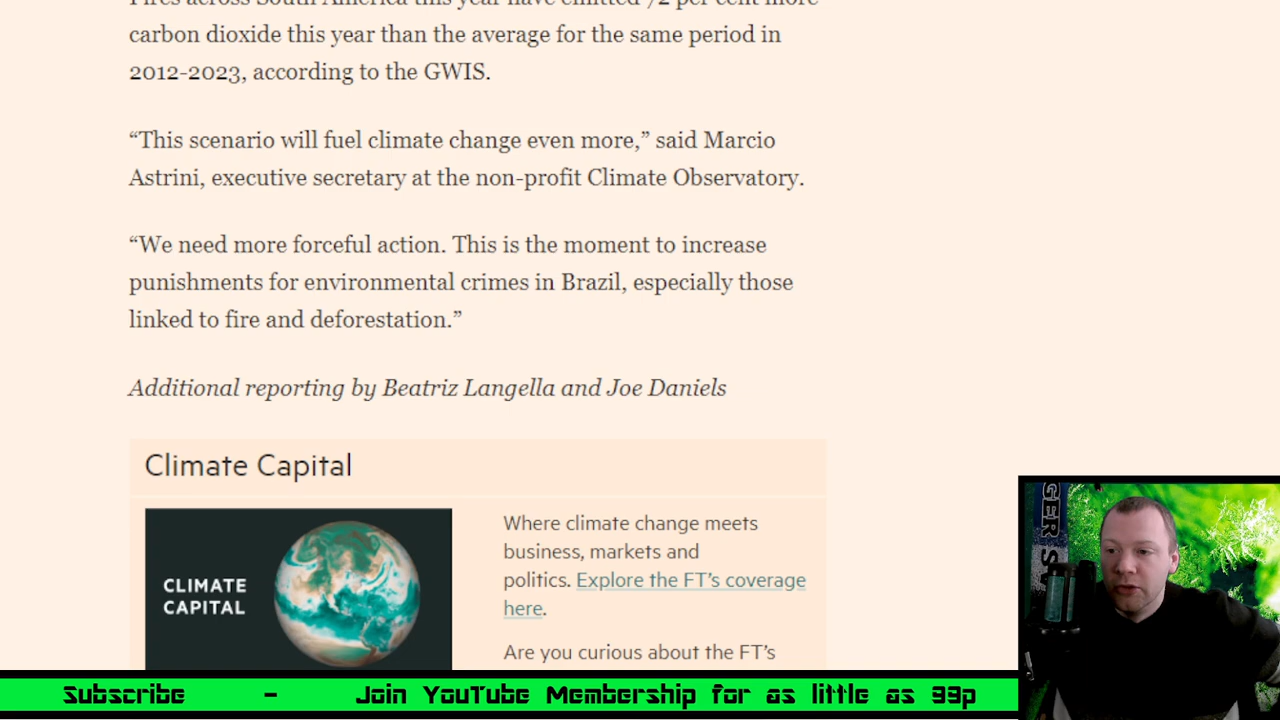 Fires across South America this year have emitted 72 per cent more
carbon dioxide this year than the average for the same period in
2012-2023, according to the GWIS.
“This scenario will fuel climate change even more,” said Marcio
Astrini, executive secretary at the non-profit Climate Observatory.
“We need more forceful action. This is the moment to increase
punishments for environmental crimes in Brazil, especially those
linked to fire and deforestation.”
Additional reporting by Beatriz Langella and Joe Daniels
Climate Capital
CLIMATE
CAPITAL
Where climate change meets
business, markets and
politics. Explore the FT’s coverage
here.
Are you curious about the FT’s
Subscribe - Join YouTube Membership for as little as 99p